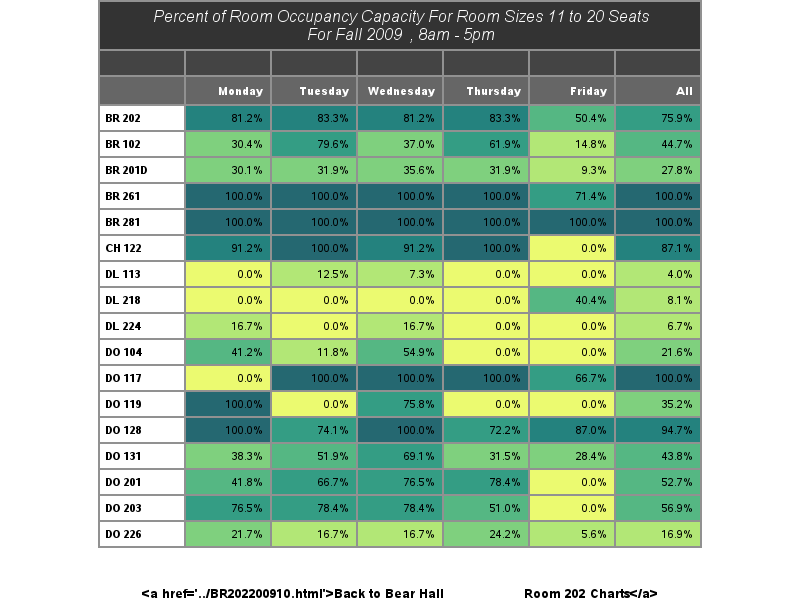 Percent of Room Occupancy Capacity For Room Sizes 11 to 20 Seats
For Fall 2009 , 8am - 5pm
Monday Tuesday Wednesday Thursday Friday All
BR 202 81.2% 83.3% 81.2% 83.3% 50.4% 75.9%
BR 102 30.4% 79.6% 37.0% 61.9% 14.8% 44.7%
BR 201D 30.1% 31.9% 35.6% 31.9% 9.3% 27.8%
BR 261 100.0% 100.0% 100.0% 100.0% 71.4% 100.0%
BR 281 100.0% 100.0% 100.0% 100.0% 100.0% 100.0%
CH 122 91.2% 100.0% 91.2% 100.0% 0.0% 87.1%
DL 113 0.0% 12.5% 7.3% 0.0% 0.0% 4.0%
DL 218 0.0% 0.0% 0.0% 0.0% 40.4% 8.1%
DL 224 16.7% 0.0% 16.7% 0.0% 0.0% 6.7%
DO 104 41.2% 11.8% 54.9% 0.0% 0.0% 21.6%
DO 117 0.0% 100.0% 100.0% 100.0% 66.7% 100.0%
DO 119 100.0% 0.0% 75.8% 0.0% 0.0% 35.2%
DO 128 100.0% 74.1% 100.0% 72.2% 87.0% 94.7%
DO 131 38.3% 51.9% 69.1% 31.5% 28.4% 43.8%
DO 201 41.8% 66.7% 76.5% 78.4% 0.0% 52.7%
DO 203 76.5% 78.4% 78.4% 51.0% 0.0% 56.9%
DO 226 21.7% 16.7% 16.7% 24.2% 5.6% 16.9%
<a href='../BR202200910.html'>Back to Bear Hall Room 202 Charts</a>